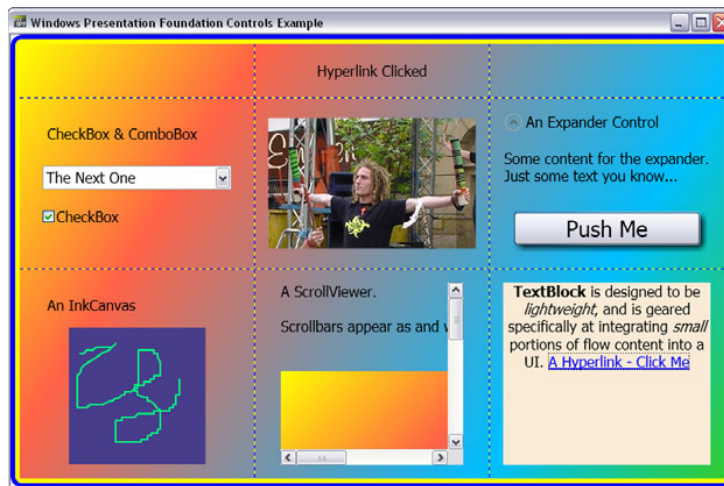 Windows Presentation Foundation Controls Example
Hyperlink Clicked
CheckBox & ComboBox
The Next One
CheckBox
An Expander Control
Some content for the expander.
Just some text you know...
Push Me
An InkCanvas
A ScrollViewer.
Scrollbars appear as and
TextBlock is designed to be
lightweight, and is geared
specifically at integrating small
portions of flow content into a
UI. A Hyperlink - Click Me